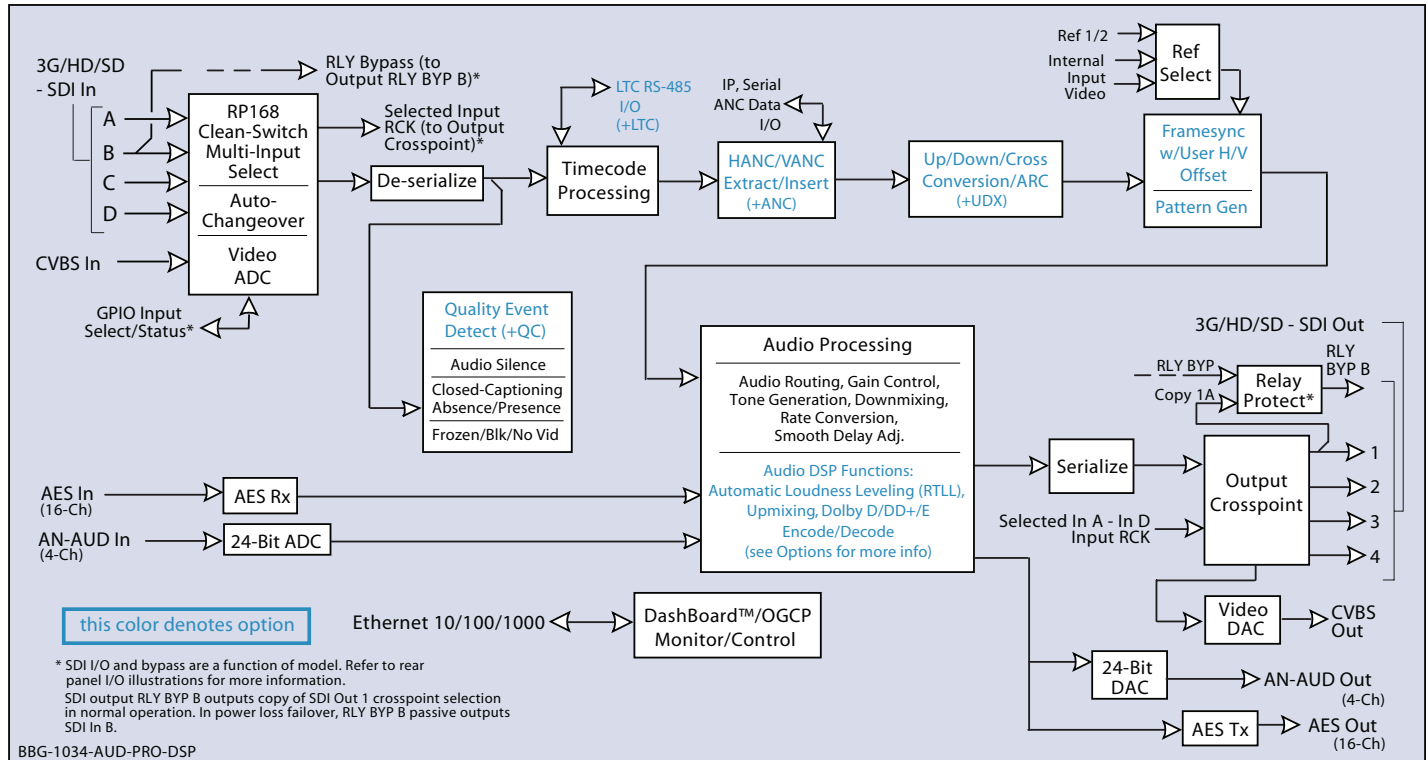 3G/HD/SD
- SDI In
A
B
C
D
CVBS In
GPIO Input
Select/Status*
RLY Bypass (to
Output RLY BYP B)*
RP168
Clean-Switch
Multi-Input
Select
Auto-
Changeover
Video
ADC
Selected Input
RCK (to Output
Crosspoint)*
De-serialize
LTC RS-485
I/O
(+LTC)
Timecode
Processing
IP, Serial
ANC Data
I/O
HANC/VANC
Extract/Insert
(+ANC)
Up/Down/Cross
Conversion/ARC
(+UDX)
Ref 1/2
Internal
Input
Video
Ref
Select
Framesync
w/User H/V
Offset
Pattern Gen
Quality Event
Detect (+QC)
Audio Silence
Closed-Captioning
Absence/Presence
Frozen/Blk/No Vid
Audio Processing
Audio Routing, Gain Control,
Tone Generation, Downmixing,
Rate Conversion,
Smooth Delay Adj.
Audio DSP Functions:
Automatic Loudness Leveling (RTLL),
Upmixing, Dolby D/DD+/E
Encode/Decode
(see Options for more info)
AES In
(16-Ch)
AES Rx
AN-AUD In
(4-Ch)
24-Bit ADC
3G/HD/SD - SDI Out
RLY BYP
Copy 1A
Relay
Protect*
RLY
BYP B
Serialize
Selected In A - In D
Input RCK
Output
Crosspoint
1
2
3
4
Video
DAC
CVBS
Out
24-Bit
DAC
AN-AUD Out
(4-Ch)
AES Tx
AES Out
(16-Ch)
this color denotes option
Ethernet 10/100/1000
DashBoard™/OGCP
Monitor/Control
* SDI I/O and bypass are a function of model. Refer to rear
panel I/O illustrations for more information.
SDI output RLY BYP B outputs copy of SDI Out 1 crosspoint selection
in normal operation. In power loss failover, RLY BYP B passive outputs
SDI In B.
BBG-1034-AUD-PRO-DSP